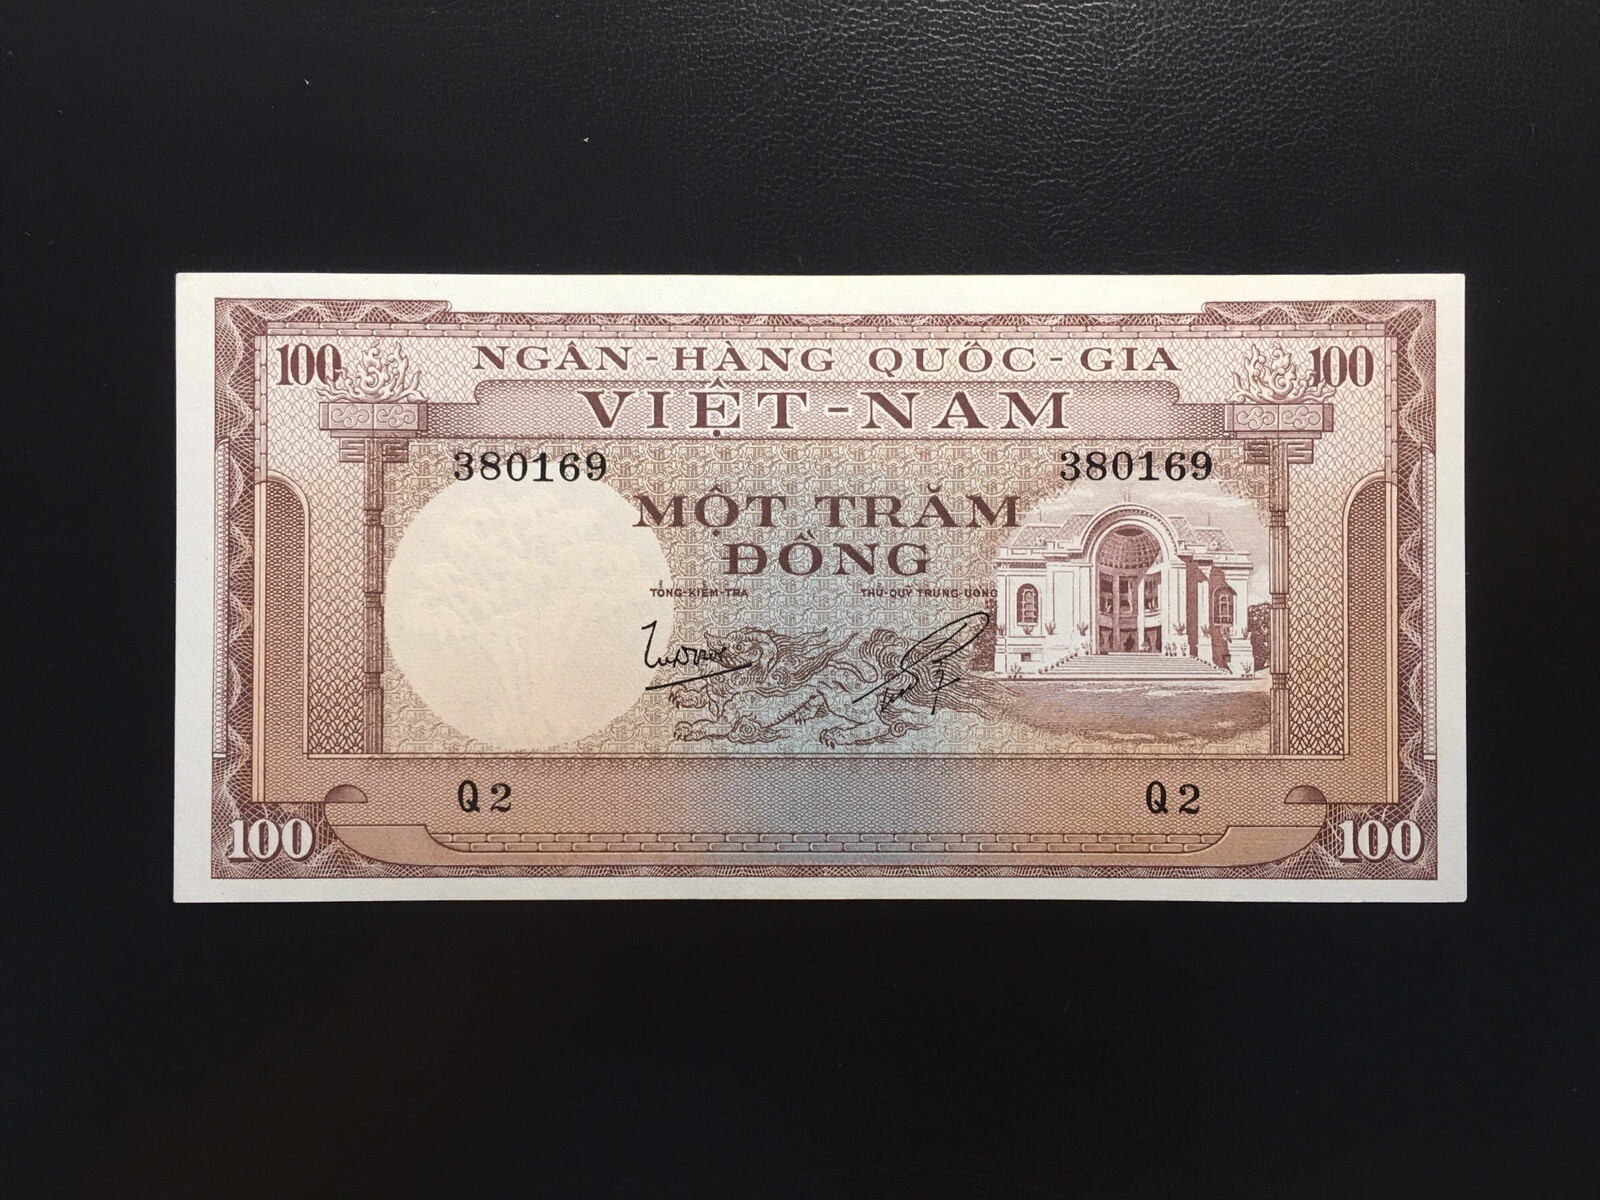 100 NGÂN-HÀNG QUỐC-GIA 100
VIỆT-NAM
380169 380169
MỘT TRĂM
ĐỒNG
TỔNG-KIỂM-TRA THỦ-QUỸ TRUNG-ƯƠNG
Q2 Q2
100 100